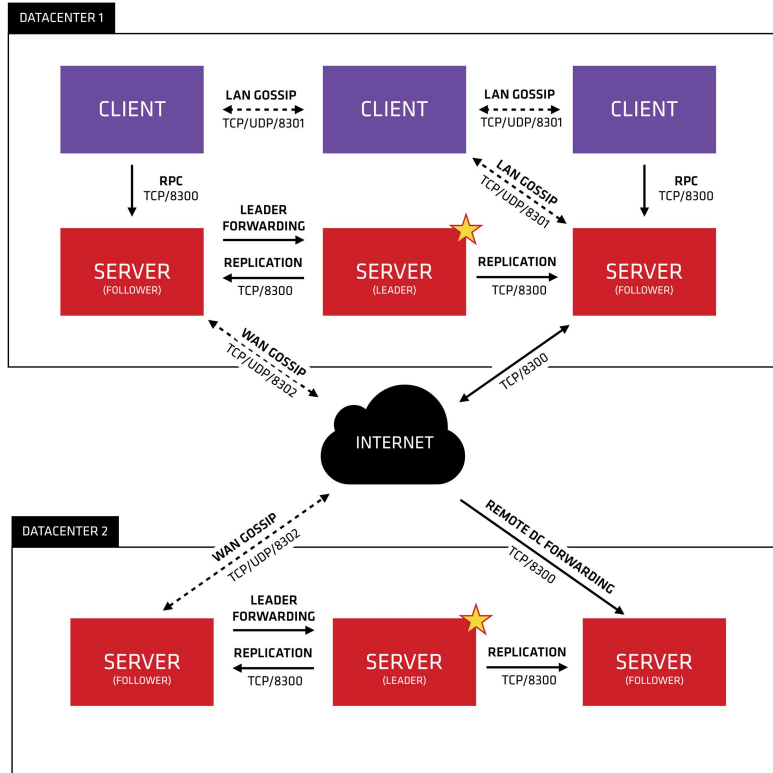 DATACENTER 1
CLIENT
LAN GOSSIP
TCP/UDP/8301
CLIENT
LAN GOSSIP
TCP/UDP/8301
CLIENT
RPC
TCP/8300
LAN GOSSIP
TCP/UDP/8301
RPC
TCP/8300
SERVER
(FOLLOWER)
LEADER
FORWARDING
REPLICATION
TCP/8300
SERVER
(LEADER)
REPLICATION
TCP/8300
SERVER
(FOLLOWER)
WAN GOSSIP
TCP/UDP/8302
TCP/8300
INTERNET
DATACENTER 2
WAN GOSSIP
TCP/UDP/8302
REMOTE DC FORWARDING
TCP/8300
SERVER
(FOLLOWER)
LEADER
FORWARDING
REPLICATION
TCP/8300
SERVER
(LEADER)
REPLICATION
TCP/8300
SERVER
(FOLLOWER)